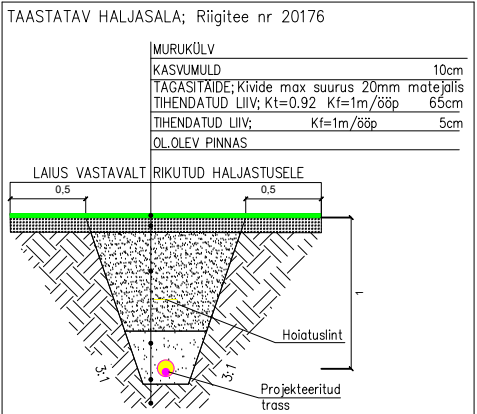 TAASTATAV HALJASALA; Riigitee nr 20176
MURUKÜLV
KASVUMULD 10cm
TAGASITÄIDE; Kivide max suurus 20mm matejalis
TIHENDATUD LIIV; Kt=0.92 Kf=1m/ööp 65cm
TIHENDATUD LIIV; Kf=1m/ööp 5cm
OL.OLEV PINNAS
LAIUS VASTAVALT RIKUTUD HALJASTUSELE
0,5 0,5
1
Hoiatuslint
3:1 3:1
Projekteeritud
trass